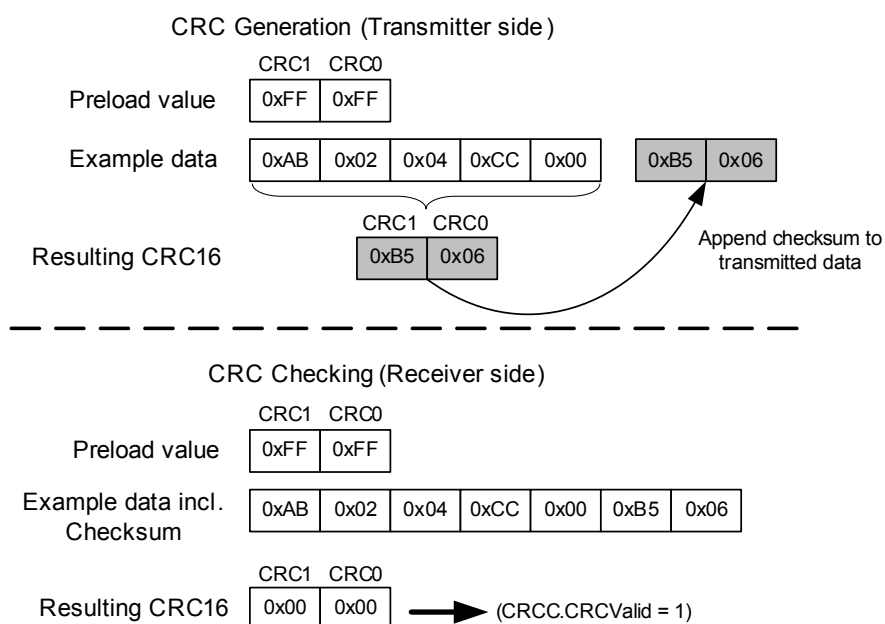 CRC Generation (Transmitter side)
CRC1 CRC0
Preload value 0xFF 0xFF
Example data 0xAB 0x02 0x04 0xCC 0x00 0xB5 0x06
CRC1 CRC0
Resulting CRC16 0xB5 0x06
Append checksum to
transmitted data
CRC Checking (Receiver side)
CRC1 CRC0
Preload value 0xFF 0xFF
Example data incl.
Checksum
0xAB 0x02 0x04 0xCC 0x00 0xB5 0x06
CRC1 CRC0
Resulting CRC16 0x00 0x00 (CRCC.CRCValid = 1)